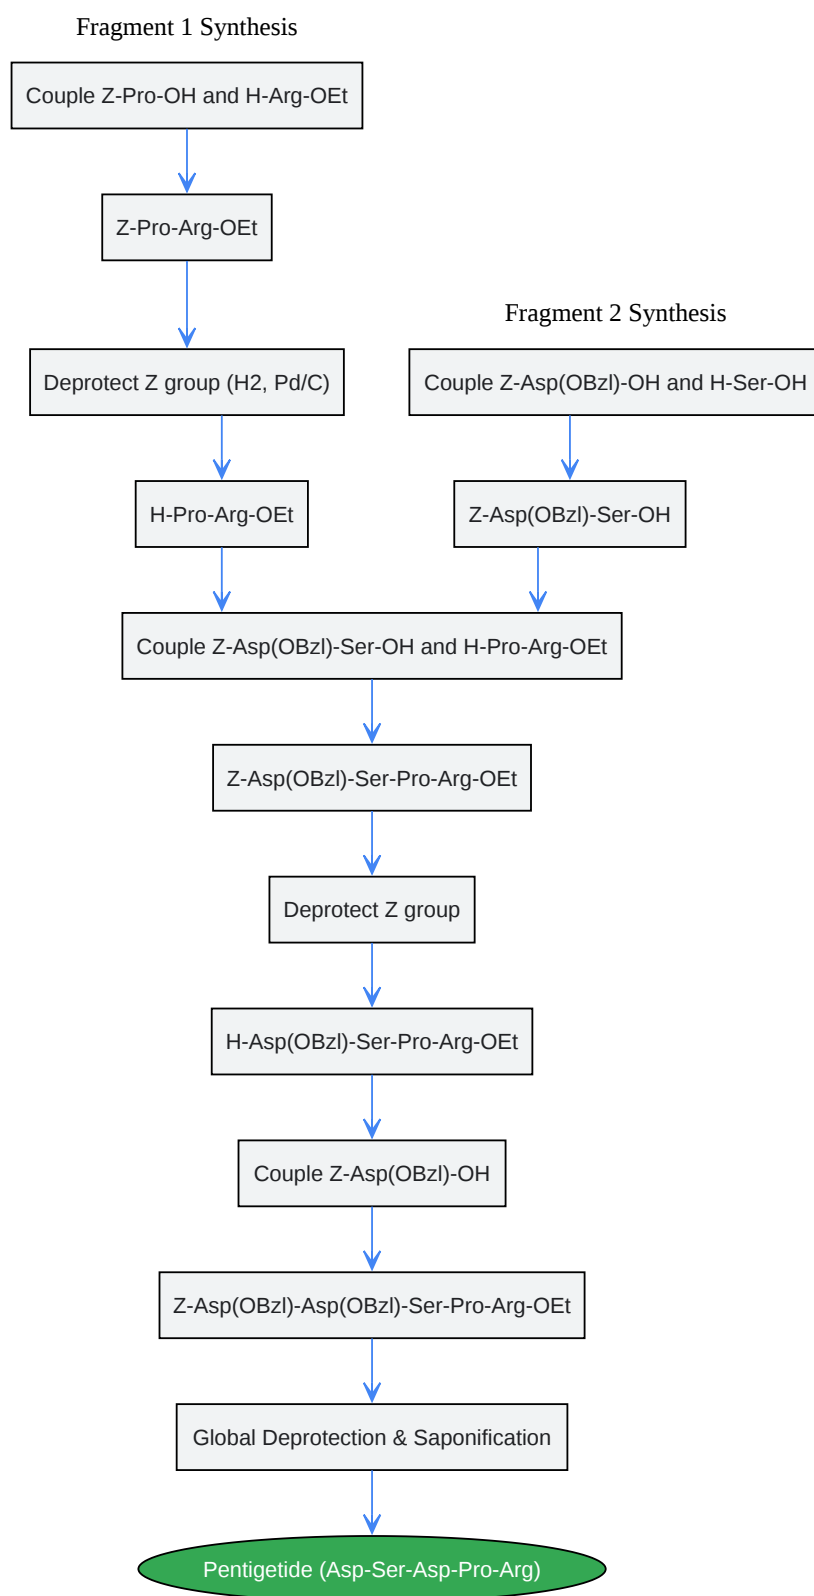 Fragment 1 Synthesis
Couple Z-Pro-OH and H-Arg-OEt
Z-Pro-Arg-OEt
Deprotect Z group (H2, Pd/C)
H-Pro-Arg-OEt
Fragment 2 Synthesis
Couple Z-Asp(OBzl)-OH and H-Ser-OH
Z-Asp(OBzl)-Ser-OH
Couple Z-Asp(OBzl)-Ser-OH and H-Pro-Arg-OEt
Z-Asp(OBzl)-Ser-Pro-Arg-OEt
Deprotect Z group
H-Asp(OBzl)-Ser-Pro-Arg-OEt
Couple Z-Asp(OBzl)-OH
Z-Asp(OBzl)-Asp(OBzl)-Ser-Pro-Arg-OEt
Global Deprotection & Saponification
Pentigetide (Asp-Ser-Asp-Pro-Arg)